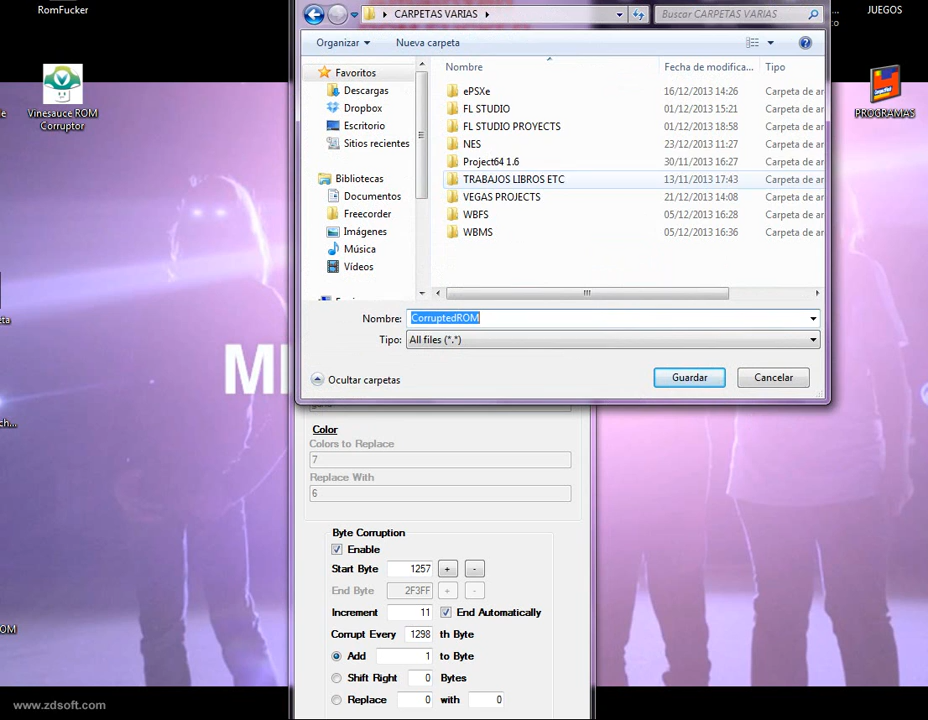 RomFucker
CARPETAS VARIAS
Buscar CARPETAS VARIAS
JUEGOS
Organizar
Nueva carpeta
Nombre
Fecha de modifica...
Tipo
Favoritos
Descargas
Dropbox
Escritorio
Sitios recientes
Bibliotecas
Documentos
Freecorder
Imágenes
Música
Vídeos
ePSXe 16/12/2013 14:26 Carpeta de ar
FL STUDIO 01/12/2013 15:21 Carpeta de ar
FL STUDIO PROYECTS 01/12/2013 18:58 Carpeta de ar
NES 23/12/2013 11:27 Carpeta de ar
Project64 1.6 30/11/2013 16:27 Carpeta de ar
TRABAJOS LIBROS ETC 13/11/2013 17:43 Carpeta de ar
VEGAS PROJECTS 21/12/2013 14:08 Carpeta de ar
WBFS 05/12/2013 16:28 Carpeta de ar
WBMS 05/12/2013 16:36 Carpeta de ar
Vinesauce ROM
Corruptor
PROGRAMAS
Nombre: CorruptedROM
Tipo: All files (*.*)
Ocultar carpetas
Guardar
Cancelar
Color
Colors to Replace
7
Replace With
6
Byte Corruption
Enable
Start Byte 1257 + -
End Byte 2F3FF + -
Increment 11 End Automatically
Corrupt Every 1298 th Byte
Add 1 to Byte
Shift Right 0 Bytes
Replace 0 with 0
www.zdsoft.com